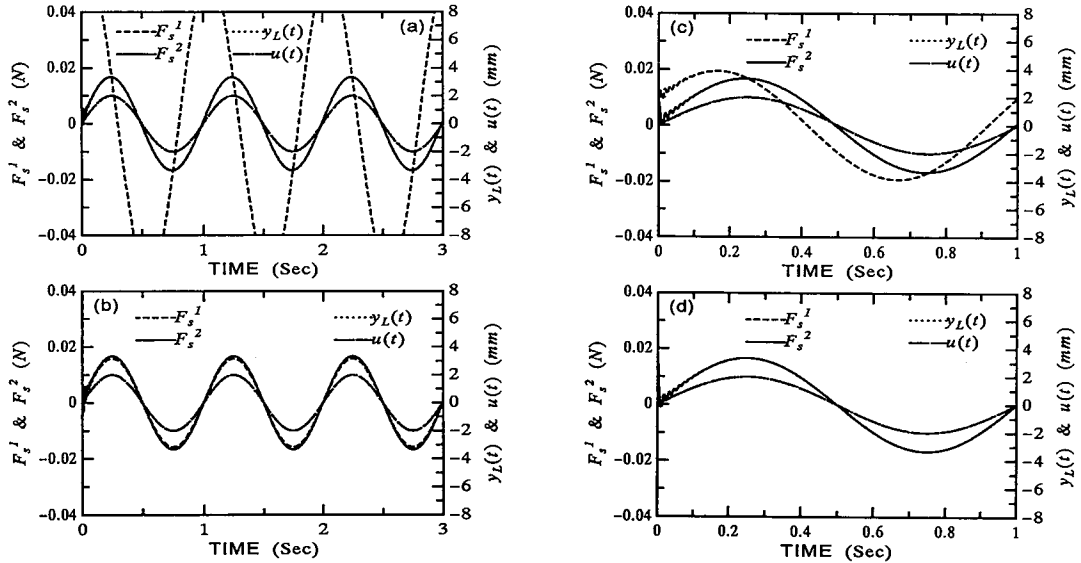 (a)
F_s^1
y_L(t)
F_s^2
u(t)
0.04
0.02
0
−0.02
−0.04
F_s^1 & F_s^2 (N)
8
6
4
2
0
−2
−4
−6
−8
y_L(t) & u(t) (mm)
0 1 2 3
TIME (Sec)
(b)
F_s^1
y_L(t)
F_s^2
u(t)
0.04
0.02
0
−0.02
−0.04
F_s^1 & F_s^2 (N)
8
6
4
2
0
−2
−4
−6
−8
y_L(t) & u(t) (mm)
0 1 2 3
TIME (Sec)
(c)
F_s^1
y_L(t)
F_s^2
u(t)
0.04
0.02
0
−0.02
−0.04
F_s^1 & F_s^2 (N)
8
6
4
2
0
−2
−4
−6
−8
y_L(t) & u(t) (mm)
0 0.2 0.4 0.6 0.8 1
TIME (Sec)
(d)
F_s^1
y_L(t)
F_s^2
u(t)
0.04
0.02
0
−0.02
−0.04
F_s^1 & F_s^2 (N)
8
6
4
2
0
−2
−4
−6
−8
y_L(t) & u(t) (mm)
0 0.2 0.4 0.6 0.8 1
TIME (Sec)